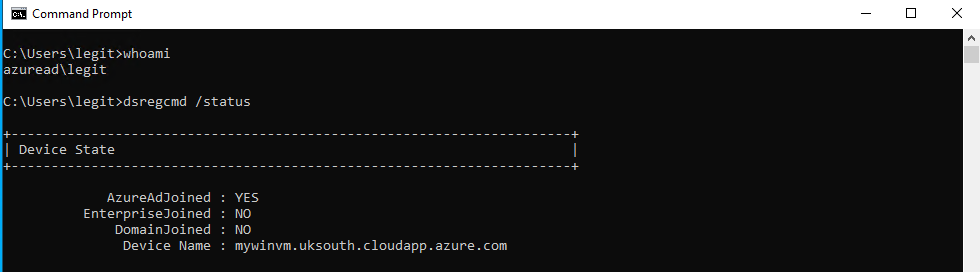 Command Prompt
C:\Users\legit>whoami
azuread\legit
C:\Users\legit>dsregcmd /status
+----------------------------------------------------------------------+
| Device State                                                         |
+----------------------------------------------------------------------+
AzureAdJoined : YES
EnterpriseJoined : NO
DomainJoined : NO
Device Name : mywinvm.uksouth.cloudapp.azure.com